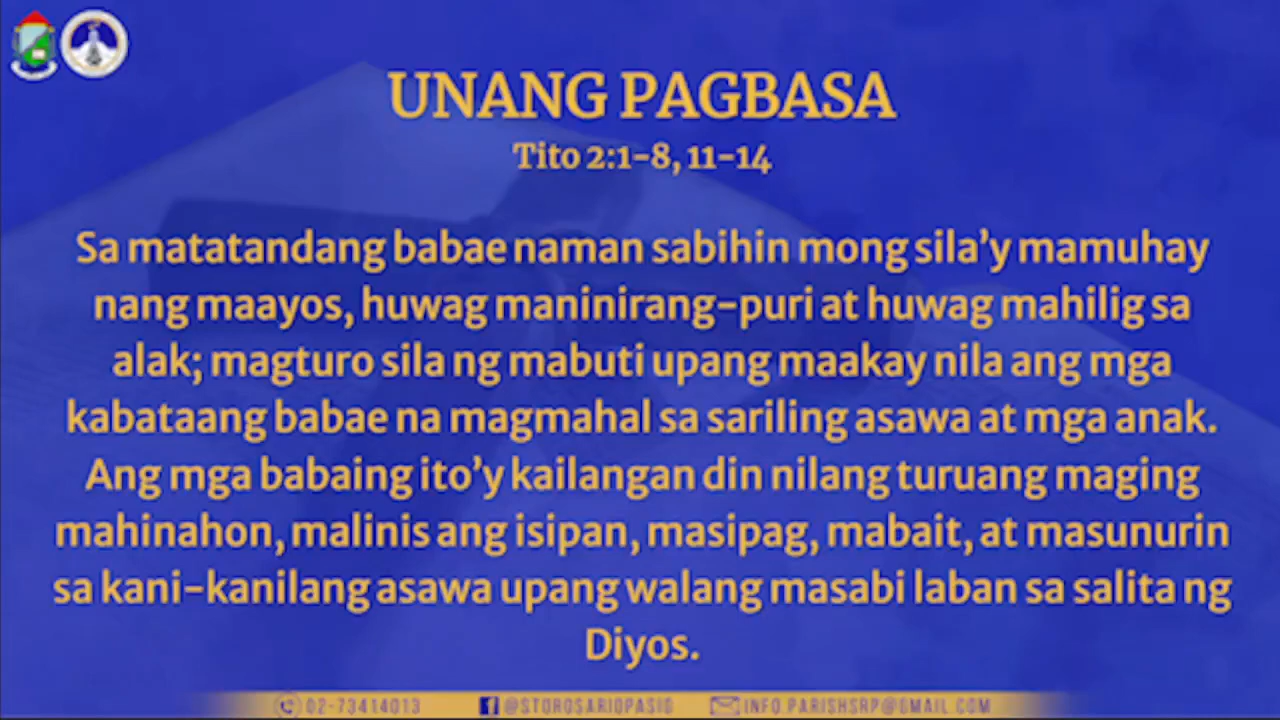 UNANG PAGBASA
Tito 2:1-8, 11-14
Sa matatandang babae naman sabihin mong sila'y mamuhay
nang maayos, huwag maninirang-puri at huwag mahilig sa
alak; magturo sila ng mabuti upang maakay nila ang mga
kabataang babae na magmahal sa sariling asawa at mga anak.
Ang mga babaing ito'y kailangan din nilang turuang maging
mahinahon, malinis ang isipan, masipag, mabait, at masunurin
sa kani-kanilang asawa upang walang masabi laban sa salita ng
Diyos.
02-73414013 @STOROSARIOPASIG INFO.PARISHSRP@GMAIL.COM